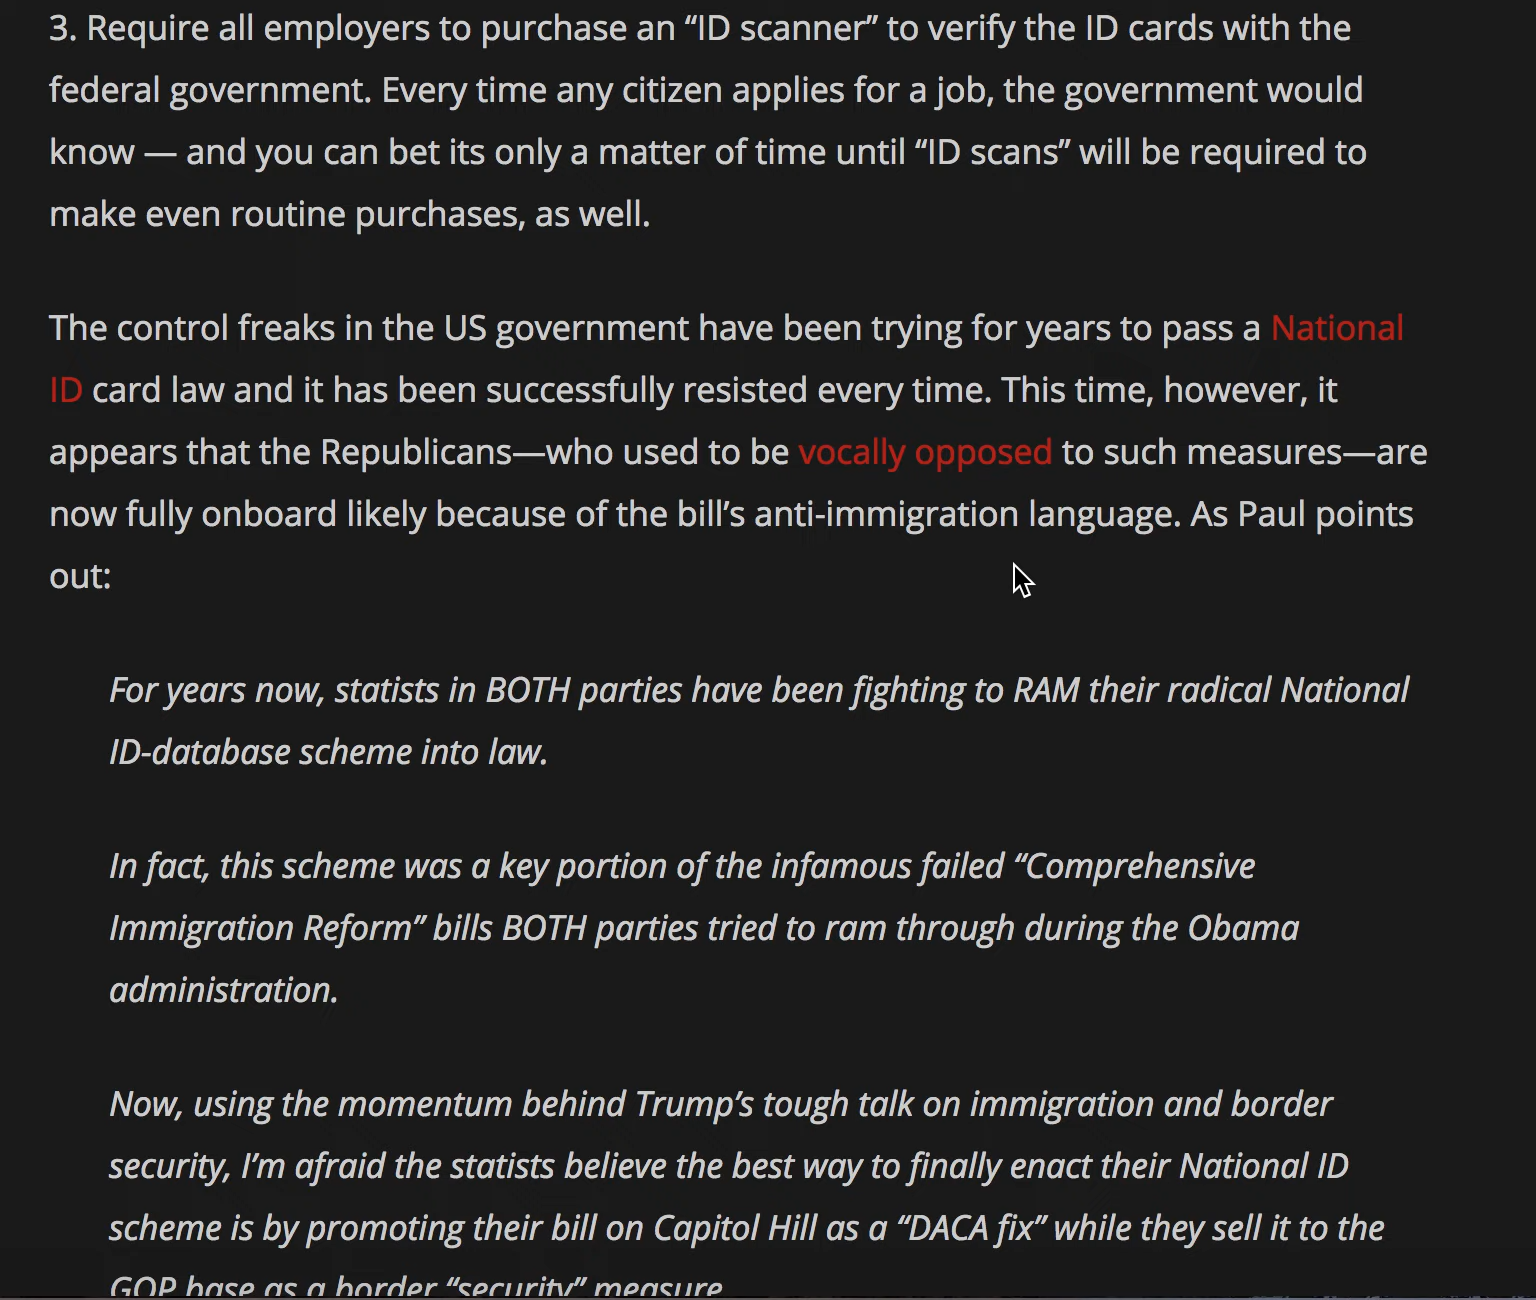 3. Require all employers to purchase an “ID scanner” to verify the ID cards with the
federal government. Every time any citizen applies for a job, the government would
know — and you can bet its only a matter of time until “ID scans” will be required to
make even routine purchases, as well.
The control freaks in the US government have been trying for years to pass a National
ID card law and it has been successfully resisted every time. This time, however, it
appears that the Republicans—who used to be vocally opposed to such measures—are
now fully onboard likely because of the bill’s anti-immigration language. As Paul points
out:
For years now, statists in BOTH parties have been fighting to RAM their radical National
ID-database scheme into law.
In fact, this scheme was a key portion of the infamous failed “Comprehensive
Immigration Reform” bills BOTH parties tried to ram through during the Obama
administration.
Now, using the momentum behind Trump’s tough talk on immigration and border
security, I’m afraid the statists believe the best way to finally enact their National ID
scheme is by promoting their bill on Capitol Hill as a “DACA fix” while they sell it to the
GOP base as a border “security” measure